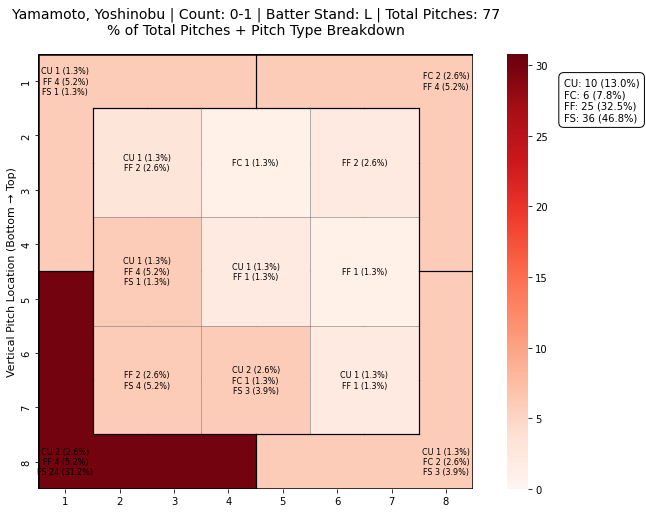 Yamamoto, Yoshinobu | Count: 0-1 | Batter Stand: L | Total Pitches: 77
% of Total Pitches + Pitch Type Breakdown
CU 1 (1.3%)
FF 4 (5.2%)
FS 1 (1.3%)
FC 2 (2.6%)
FF 4 (5.2%)
CU 1 (1.3%)
FF 2 (2.6%)
FC 1 (1.3%)
FF 2 (2.6%)
CU 1 (1.3%)
FF 4 (5.2%)
FS 1 (1.3%)
CU 1 (1.3%)
FF 1 (1.3%)
FF 1 (1.3%)
FF 2 (2.6%)
FS 4 (5.2%)
CU 2 (2.6%)
FC 1 (1.3%)
FS 3 (3.9%)
CU 1 (1.3%)
FF 1 (1.3%)
CU 2 (2.6%)
FF 4 (5.2%)
FS 24 (31.2%)
CU 1 (1.3%)
FC 2 (2.6%)
FS 3 (3.9%)
Vertical Pitch Location (Bottom → Top)
1
2
3
4
5
6
7
8
1 2 3 4 5 6 7 8
30
25
20
15
10
5
0
CU: 10 (13.0%)
FC: 6 (7.8%)
FF: 25 (32.5%)
FS: 36 (46.8%)